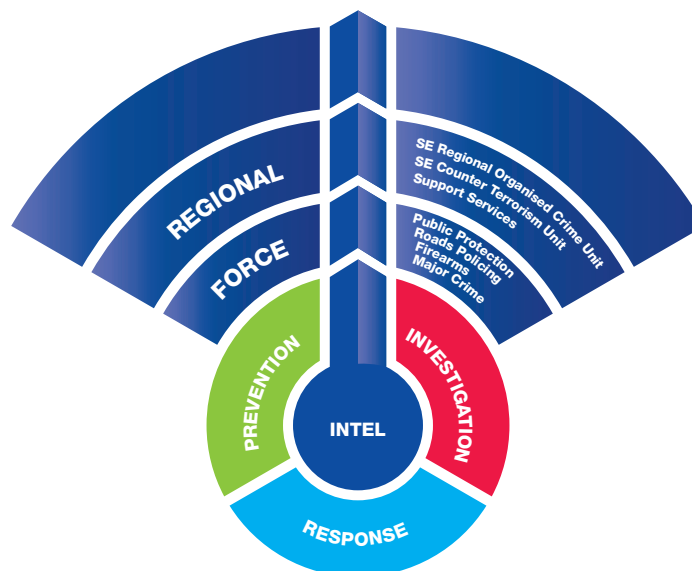 REGIONAL
SE Regional Organised Crime Unit
SE Counter Terrorism Unit
Support Services
FORCE
Public Protection
Roads Policing
Firearms
Major Crime
PREVENTION
INVESTIGATION
INTEL
RESPONSE